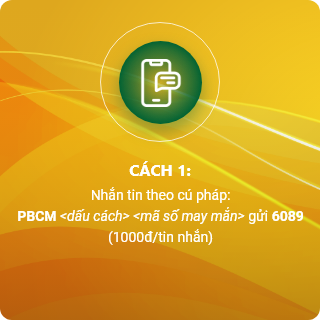 CÁCH 1:
Nhắn tin theo cú pháp:
PBCM <dấu cách> <mã số may mắn> gửi 6089
(1000đ/tin nhắn)